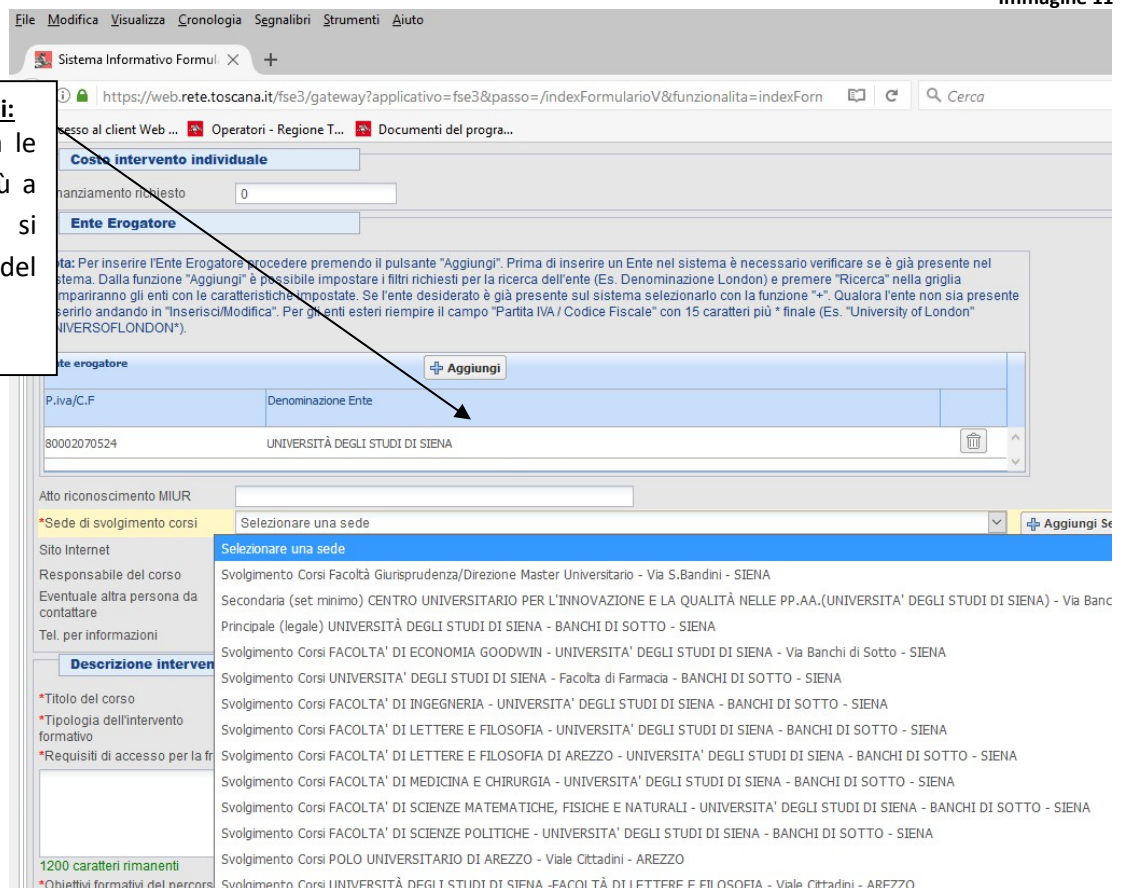 Immagine 11
File Modifica Visualizza Cronologia Segnalibri Strumenti Aiuto
Sistema Informativo Formul
https://web.rete.toscana.it/fse3/gateway?applicativo=fse3&passo=/indexFormularioV&funzionalita=indexForn
Cerca
al client Web ... Operatori - Regione T... Documenti del progra...
i:
le
ù a
si
del
Costo intervento individuale
richiesto 0
Ente Erogatore
Per inserire l'Ente Erogatore procedere premendo il pulsante "Aggiungi". Prima di inserire un Ente nel sistema è necessario verificare se è già presente nel
Dalla funzione "Aggiungi" è possibile impostare i filtri richiesti per la ricerca dell'ente (Es. Denominazione London) e premere "Ricerca" nella griglia
gli enti con le caratteristiche impostate. Se l'ente desiderato è già presente sul sistema selezionarlo con la funzione "+". Qualora l'ente non sia presente
andando in "Inserisci/Modifica". Per gli enti esteri riempire il campo "Partita IVA / Codice Fiscale" con 15 caratteri più * finale (Es. "University of London"
NIVERSOFLONDON*).
erogatore
Aggiungi
P.iva/C.F Denominazione Ente
80002070524 UNIVERSITÀ DEGLI STUDI DI SIENA
Atto riconoscimento MIUR
*Sede di svolgimento corsi Selezionare una sede Aggiungi Se
Sito Internet
Selezionare una sede
Responsabile del corso
Svolgimento Corsi Facoltà Giurisprudenza/Direzione Master Universitario - Via S.Bandini - SIENA
Eventuale altra persona da
contattare
Secondaria (set minimo) CENTRO UNIVERSITARIO PER L'INNOVAZIONE E LA QUALITÀ NELLE PP.AA.(UNIVERSITA' DEGLI STUDI DI SIENA) - Via Banc
Tel. per informazioni
Principale (legale) UNIVERSITÀ DEGLI STUDI DI SIENA - BANCHI DI SOTTO - SIENA
Svolgimento Corsi FACOLTA' DI ECONOMIA GOODWIN - UNIVERSITA' DEGLI STUDI DI SIENA - Via Banchi di Sotto - SIENA
Descrizione interven
Svolgimento Corsi UNIVERSITA' DEGLI STUDI DI SIENA - Facolta di Farmacia - BANCHI DI SOTTO - SIENA
*Titolo del corso
Svolgimento Corsi FACOLTA' DI INGEGNERIA - UNIVERSITA' DEGLI STUDI DI SIENA - BANCHI DI SOTTO - SIENA
*Tipologia dell'intervento
formativo
Svolgimento Corsi FACOLTA' DI LETTERE E FILOSOFIA - UNIVERSITA' DEGLI STUDI DI SIENA - BANCHI DI SOTTO - SIENA
*Requisiti di accesso per la fr
Svolgimento Corsi FACOLTA' DI LETTERE E FILOSOFIA DI AREZZO - UNIVERSITA' DEGLI STUDI DI SIENA - BANCHI DI SOTTO - SIENA
Svolgimento Corsi FACOLTA' DI MEDICINA E CHIRURGIA - UNIVERSITA' DEGLI STUDI DI SIENA - BANCHI DI SOTTO - SIENA
Svolgimento Corsi FACOLTA' DI SCIENZE MATEMATICHE, FISICHE E NATURALI - UNIVERSITA' DEGLI STUDI DI SIENA - BANCHI DI SOTTO - SIENA
Svolgimento Corsi FACOLTA' DI SCIENZE POLITICHE - UNIVERSITA' DEGLI STUDI DI SIENA - BANCHI DI SOTTO - SIENA
Svolgimento Corsi POLO UNIVERSITARIO DI AREZZO - Viale Cittadini - AREZZO
1200 caratteri rimanenti
*Obiettivi formativi del percors
Svolgimento Corsi UNIVERSITÀ DEGLI STUDI DI SIENA -FACOLTÀ DI LETTERE E FILOSOFIA - Viale Cittadini - AREZZO